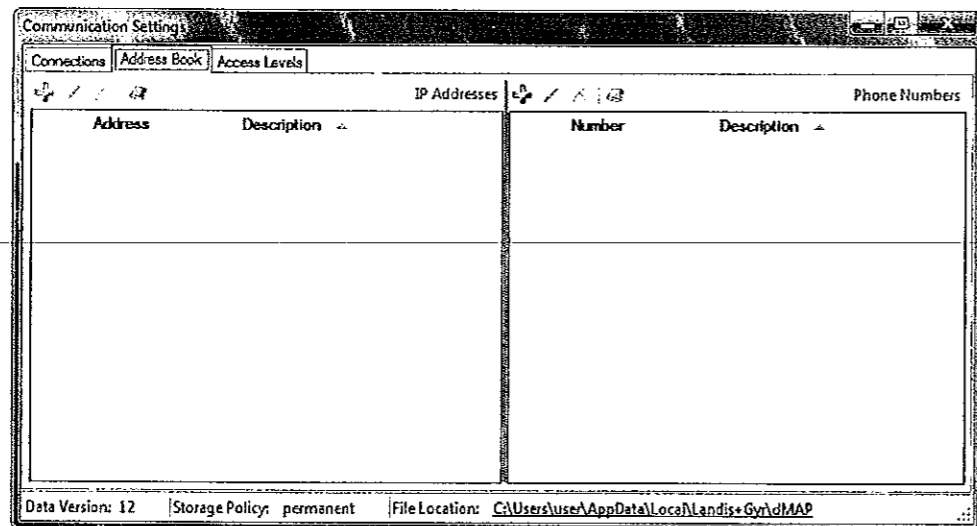 Communication Settings
Connections Address Book Access Levels
IP Addresses
Phone Numbers
Address Description
Number Description
Data Version: 12 Storage Policy: permanent File Location: C:\Users\user\AppData\Local\Landis+Gyr\dMAP